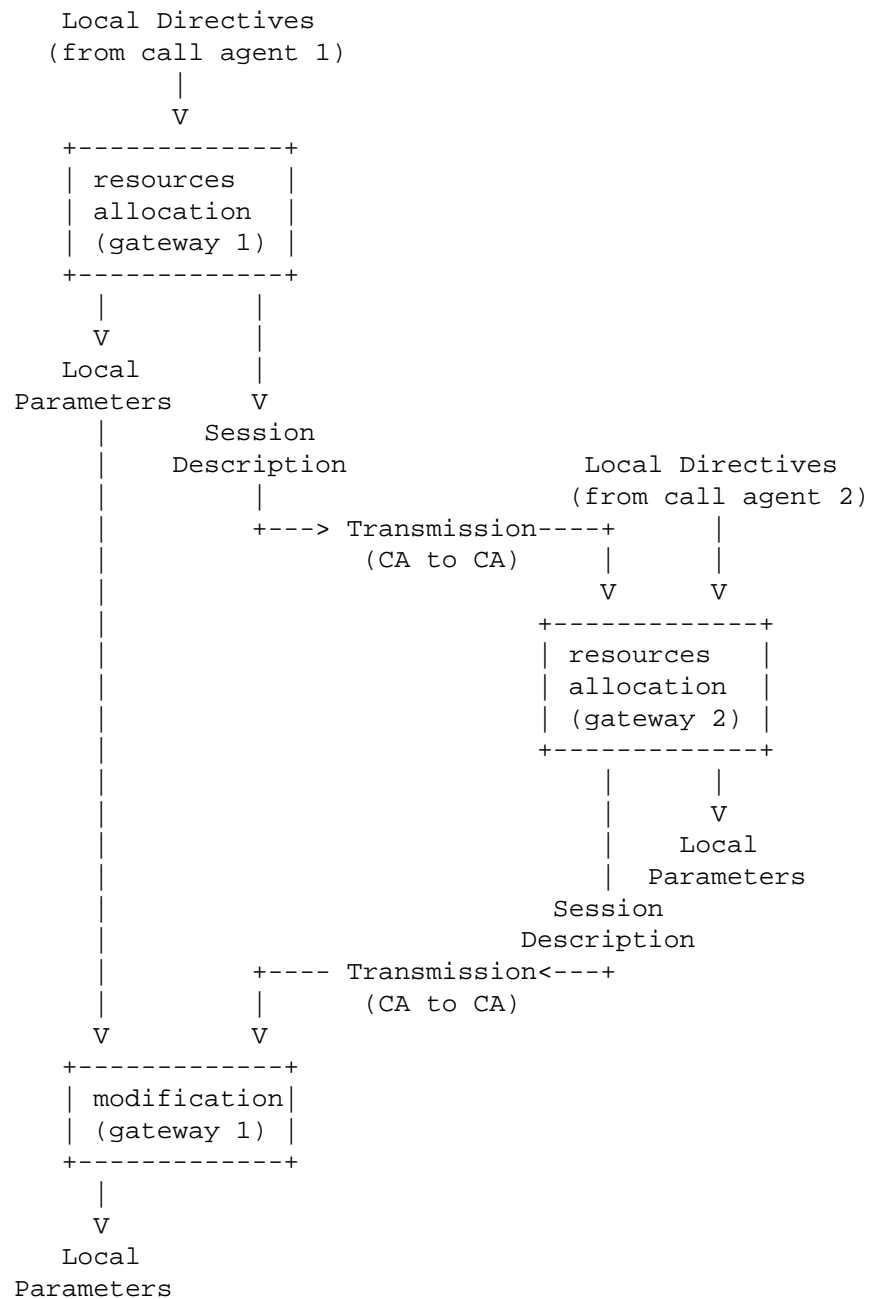 Local Directives
(from call agent 1)
|
V
+-------------+
| resources   |
| allocation  |
| (gateway 1) |
+-------------+
|         |
V         |
Local        |
Parameters     V
|      Session
|    Description               Local Directives
|         |                   (from call agent 2)
|         +---> Transmission----+      |
|                (CA to CA)     |      |
|                               V      V
|                           +-------------+
|                           | resources   |
|                           | allocation  |
|                           | (gateway 2) |
|                           +-------------+
|                               |      |
|                               |      V
|                               |    Local
|                               |  Parameters
|                            Session
|                          Description
|         +---- Transmission<---+
|         |      (CA to CA)
V         V
+-------------+
| modification|
| (gateway 1) |
+-------------+
|
V
Local
Parameters